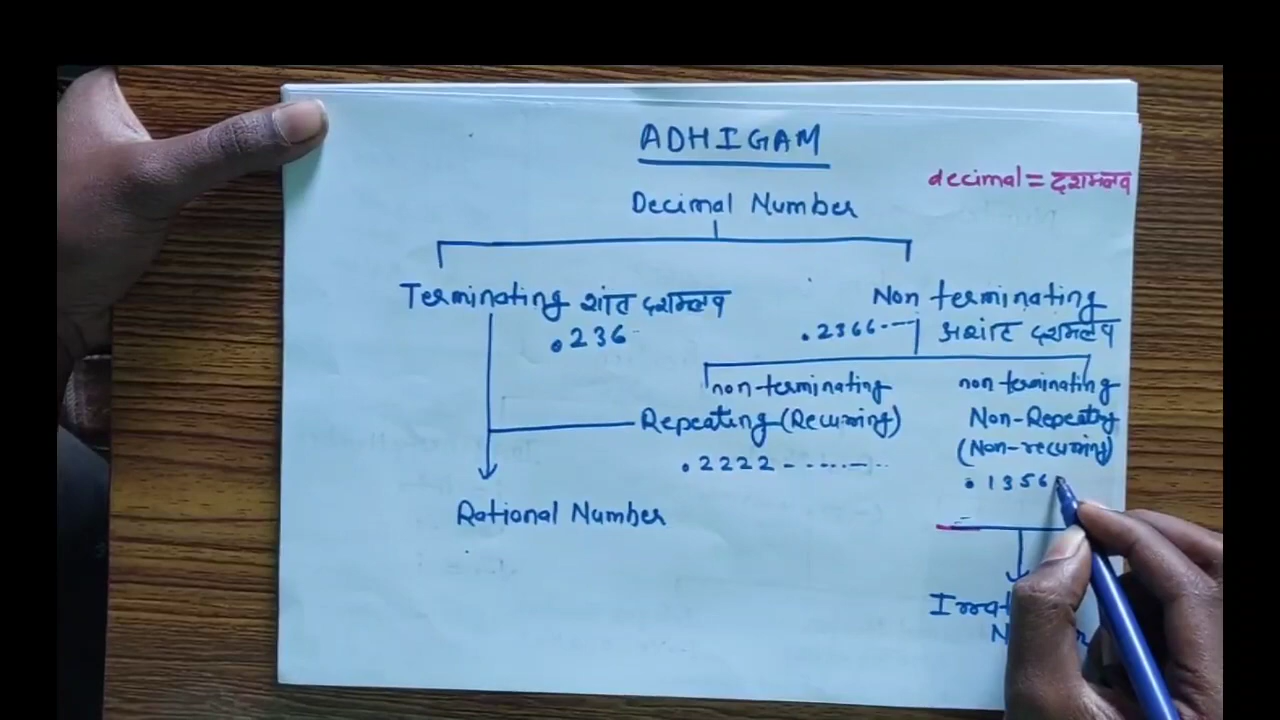 ADHIGAM
decimal = दशमलव
Decimal Number
Terminating शांत दशमलव
Non terminating
.236
.2366---
अशांत दशमलव
non-terminating
non terminating
Repeating (Recurring)
Non-Repeating
(Non-recurring)
.2222---------
.1356
Rational Number